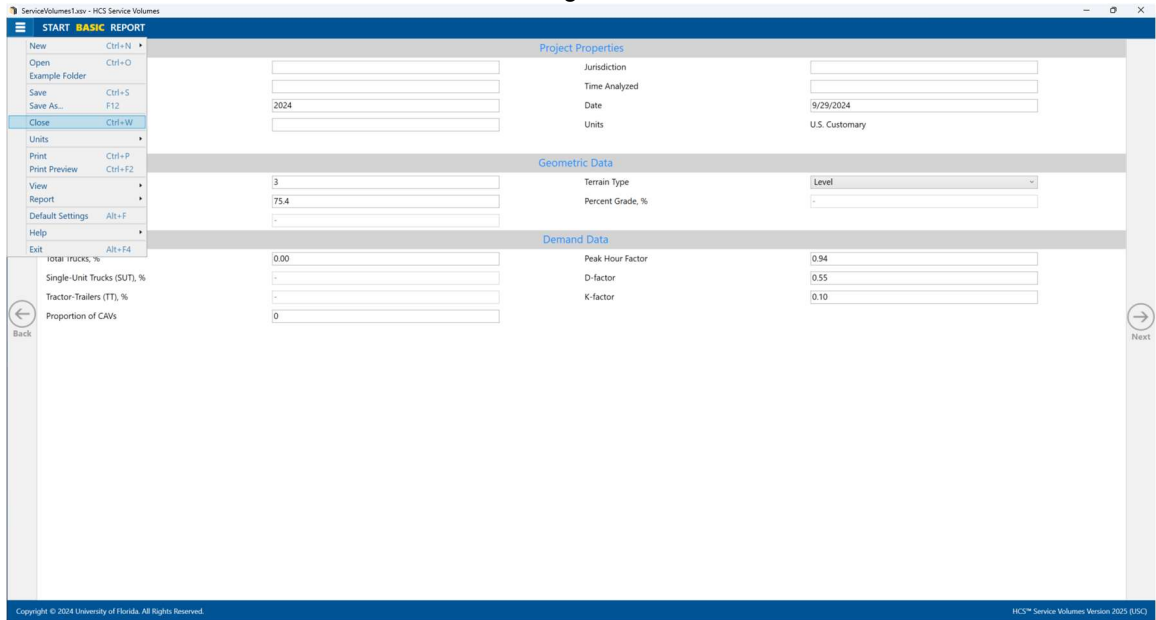 ServiceVolumes1.xsv - HCS Service Volumes
START BASIC REPORT
New Ctrl+N
Open Ctrl+O
Example Folder
Save Ctrl+S
Save As... F12
Close Ctrl+W
Units
Print Ctrl+P
Print Preview Ctrl+F2
View
Report
Default Settings Alt+F
Help
Exit Alt+F4
Project Properties
Jurisdiction
Time Analyzed
2024 Date 9/29/2024
Units U.S. Customary
Geometric Data
3 Terrain Type Level
75.4 Percent Grade, % -
-
Demand Data
Total Trucks, % 0.00 Peak Hour Factor 0.94
Single-Unit Trucks (SUT), % - D-factor 0.55
Tractor-Trailers (TT), % - K-factor 0.10
Proportion of CAVs 0
Back
Next
Copyright © 2024 University of Florida. All Rights Reserved. HCS™ Service Volumes Version 2025 (USC)